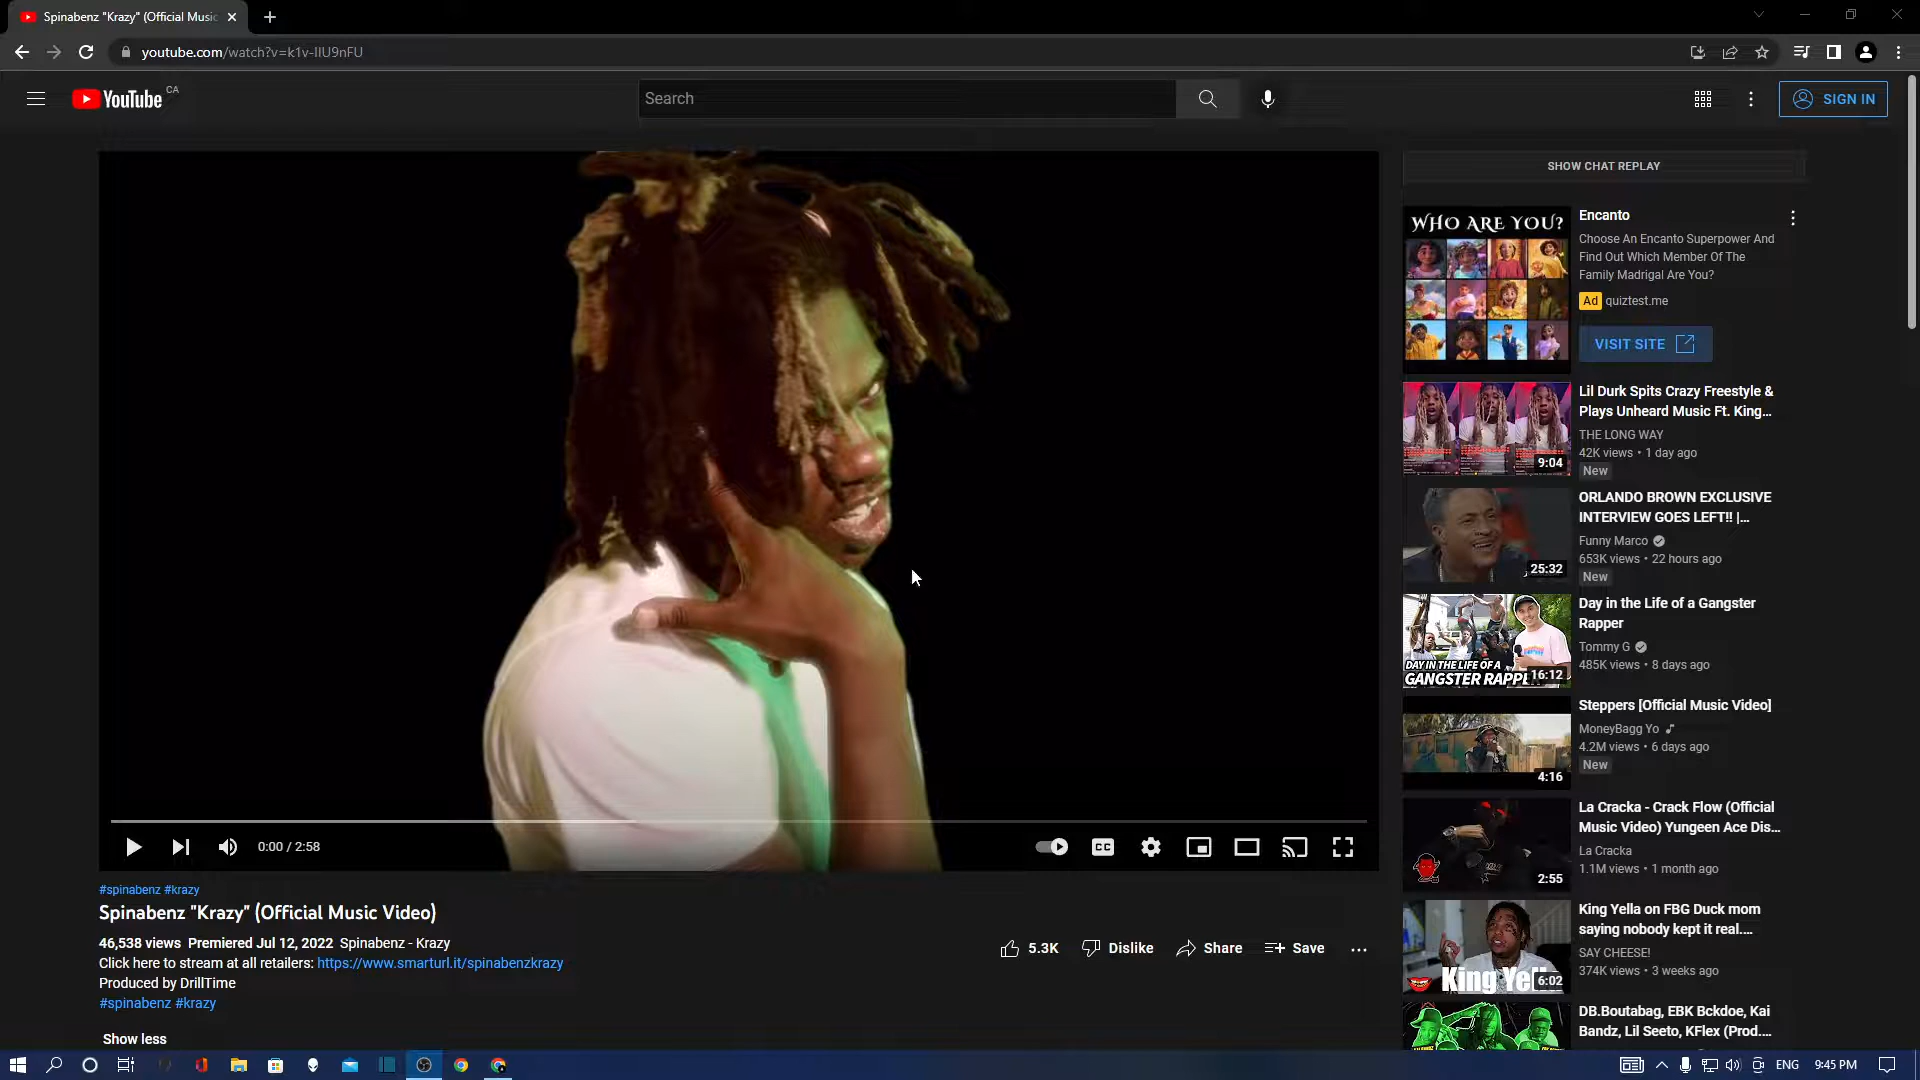 Spinabenz "Krazy" (Official Music
youtube.com/watch?v=k1v-IIU9nFU
YouTube CA
Search
SIGN IN
SHOW CHAT REPLAY
WHO ARE YOU?
Encanto
Choose An Encanto Superpower And
Find Out Which Member Of The
Family Madrigal Are You?
Ad quiztest.me
VISIT SITE
9:04
Lil Durk Spits Crazy Freestyle &
Plays Unheard Music Ft. King...
THE LONG WAY
42K views • 1 day ago
New
25:32
ORLANDO BROWN EXCLUSIVE
INTERVIEW GOES LEFT!! |...
Funny Marco
653K views • 22 hours ago
New
DAY IN THE LIFE OF A
16:12
Day in the Life of a Gangster
Rapper
Tommy G
485K views • 8 days ago
4:16
Steppers [Official Music Video]
MoneyBagg Yo
4.2M views • 6 days ago
New
2:55
La Cracka - Crack Flow (Official
Music Video) Yungeen Ace Dis...
La Cracka
1.1M views • 1 month ago
King
6:02
King Yella on FBG Duck mom
saying nobody kept it real....
SAY CHEESE!
374K views • 3 weeks ago
DB.Boutabag, EBK Bckdoe, Kai
Bandz, Lil Seeto, KFlex (Prod....
0:00 / 2:58
CC
#spinabenz #krazy
Spinabenz "Krazy" (Official Music Video)
46,538 views Premiered Jul 12, 2022 Spinabenz - Krazy
Click here to stream at all retailers: https://www.smarturl.it/spinabenzkrazy
Produced by DrillTime
#spinabenz #krazy
Show less
5.3K
Dislike
Share
Save
ENG
9:45 PM